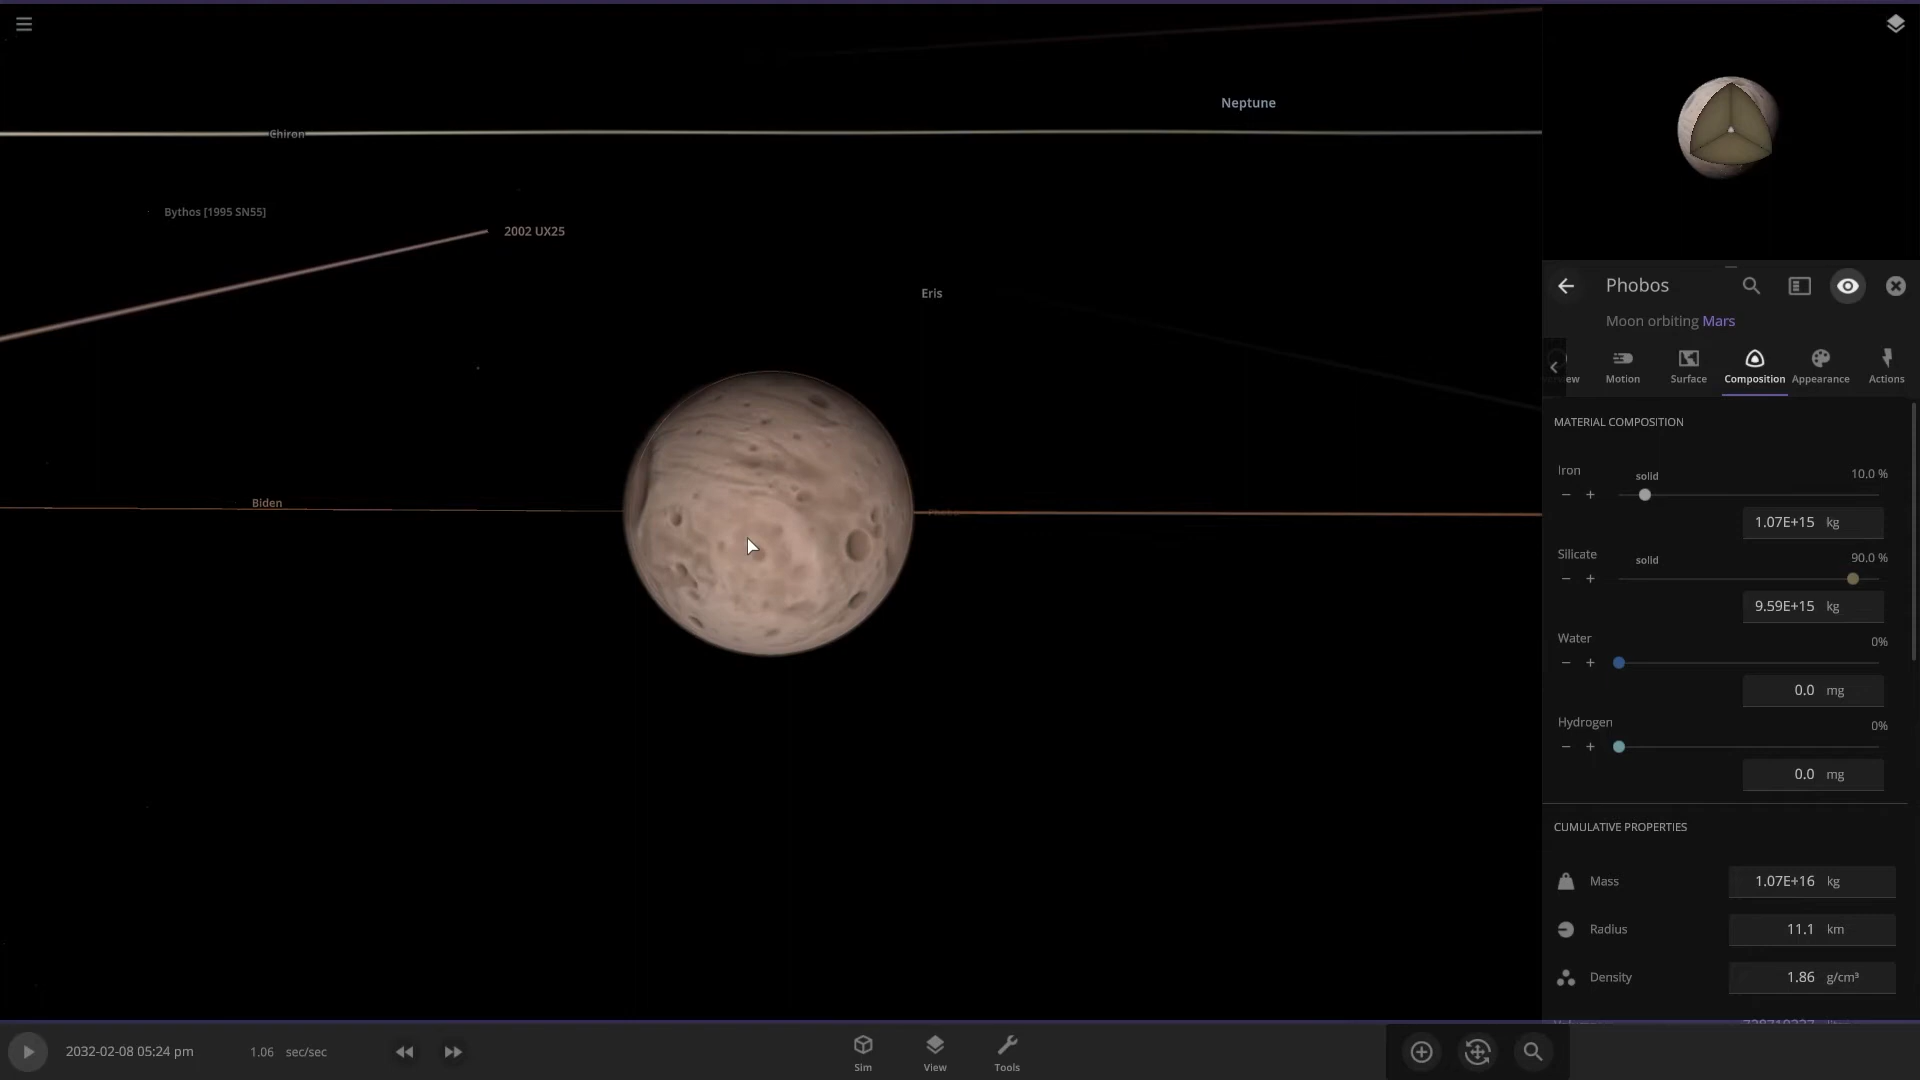 Neptune
Chiron
Bythos [1995 SN55]
2002 UX25
Eris
Biden
Phobos
Moon orbiting Mars
Motion
Surface
Composition
Appearance
Actions
MATERIAL COMPOSITION
Iron
solid
10.0 %
1.07E+15 kg
Silicate
solid
90.0 %
9.59E+15 kg
Water
0%
0.0 mg
Hydrogen
0%
0.0 mg
CUMULATIVE PROPERTIES
Mass 1.07E+16 kg
Radius 11.1 km
Density 1.86 g/cm³
2032-02-08 05:24 pm 1.06 sec/sec
Sim
View
Tools